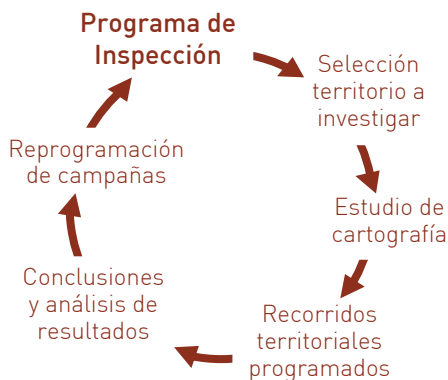 Programa de
Inspección
Selección
territorio a
investigar
Estudio de
cartografía
Recorridos
territoriales
programados
Conclusiones
y análisis de
resultados
Reprogramación
de campañas